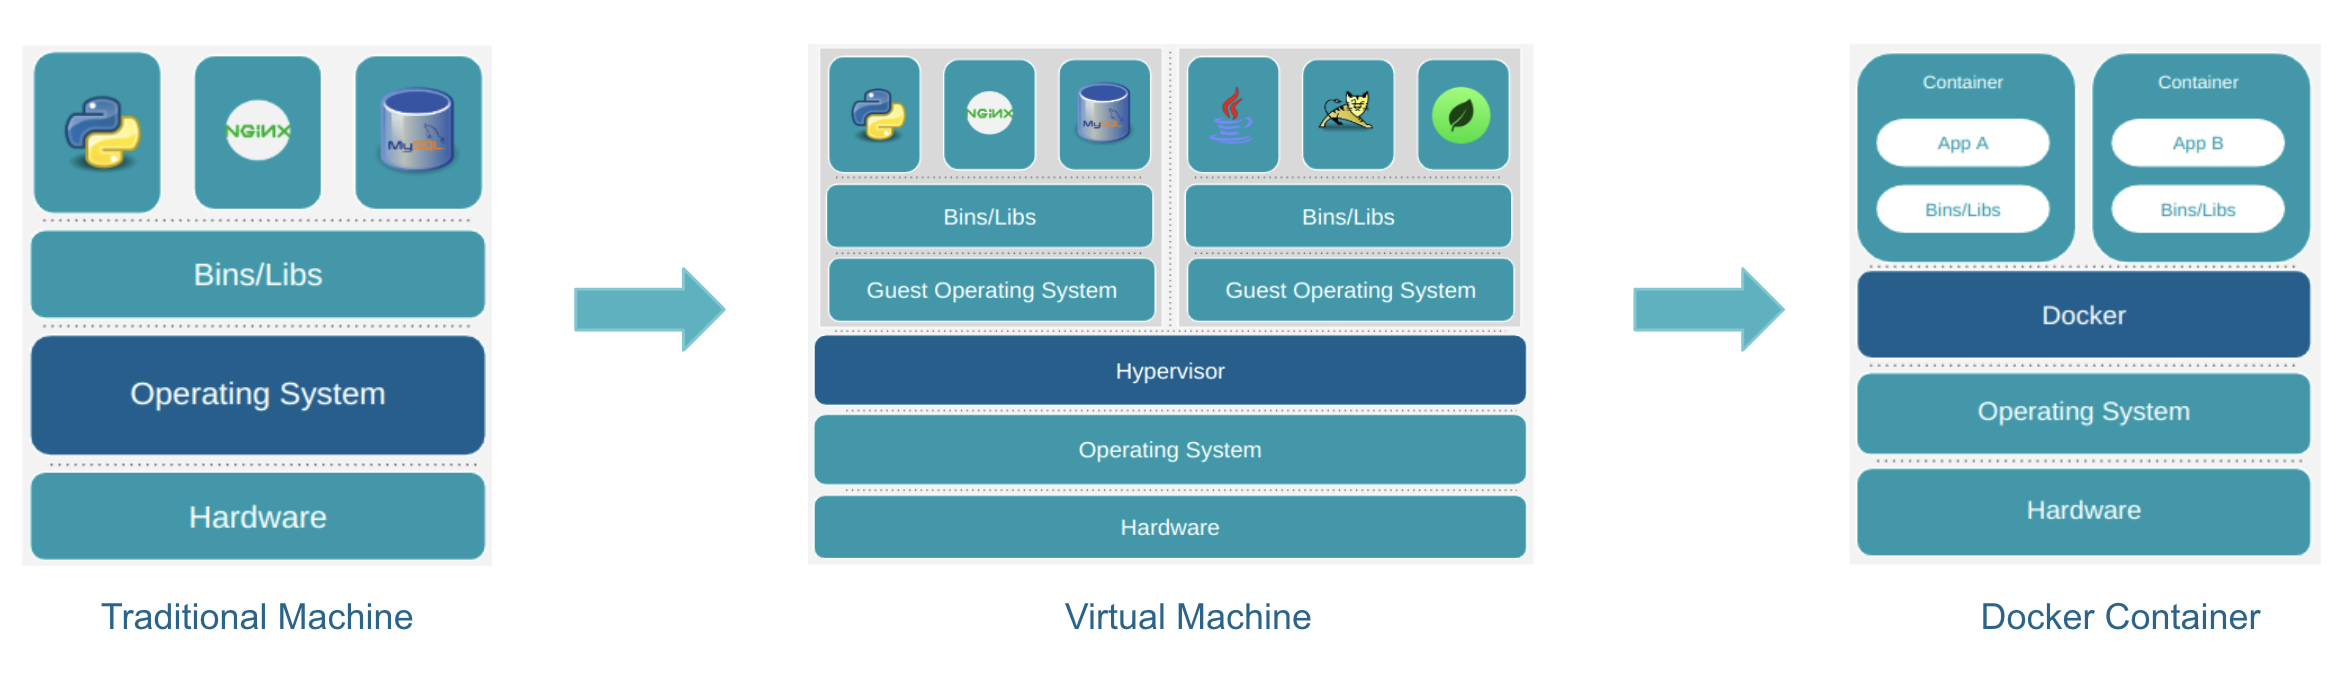 NGiNX
MySQL
Bins/Libs
Operating System
Hardware
Traditional Machine
NGiNX
MySQL
Bins/Libs
Bins/Libs
Guest Operating System
Guest Operating System
Hypervisor
Operating System
Hardware
Virtual Machine
Container
Container
App A
App B
Bins/Libs
Bins/Libs
Docker
Operating System
Hardware
Docker Container